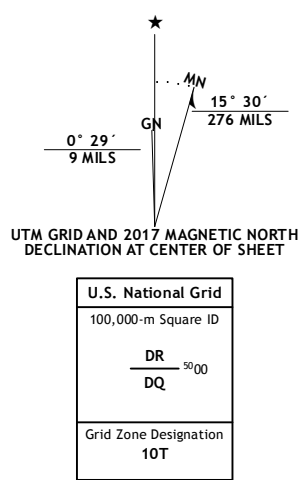 ★
MN
GN
15° 30´
276 MILS
0° 29´
9 MILS
UTM GRID AND 2017 MAGNETIC NORTH
DECLINATION AT CENTER OF SHEET
U.S. National Grid
100,000-m Square ID
DR
5000
DQ
Grid Zone Designation
10T